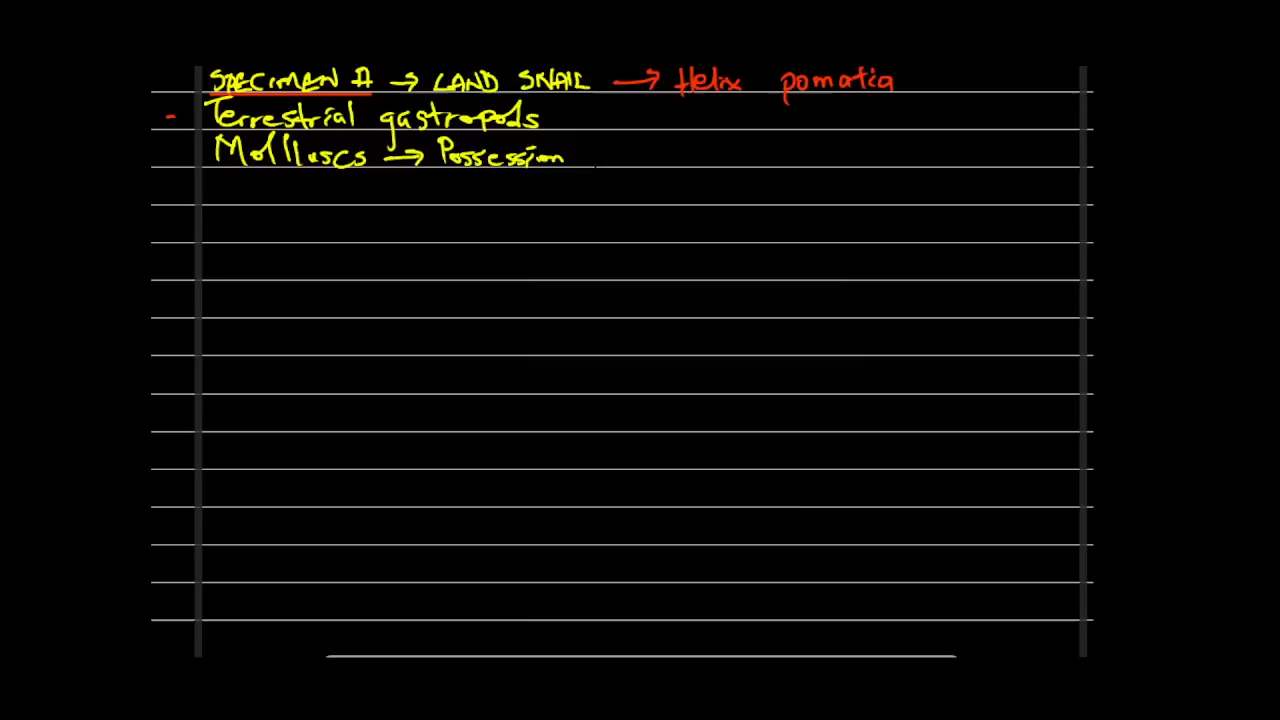 SPECIMEN A → LAND SNAIL → Helix pomatia
- Terrestrial gastropods
Molluscs → Possession